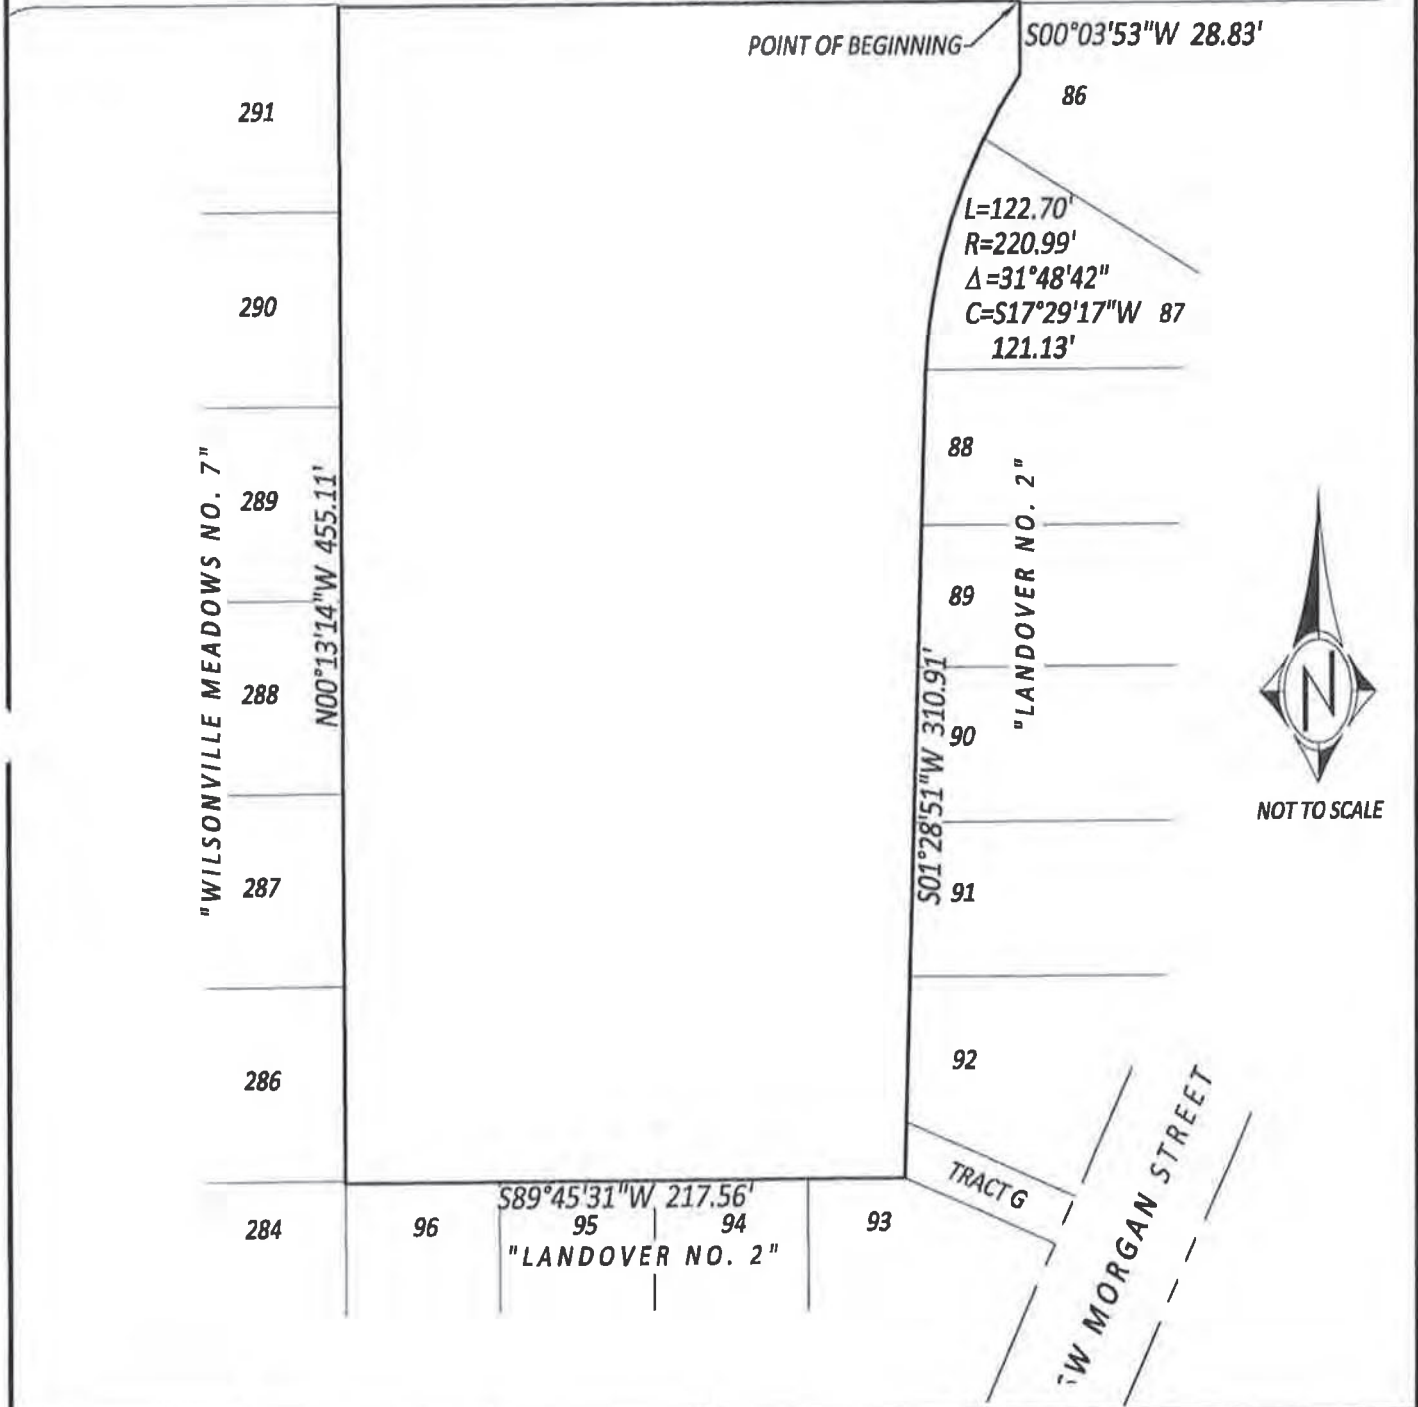 POINT OF BEGINNING
S00°03'53"W 28.83'
86
291
L=122.70'
R=220.99'
Δ=31°48'42"
C=S17°29'17"W 87
121.13'
290
88
289
"WILSONVILLE MEADOWS NO. 7"
N00°13'14"W 455.11'
"LANDOVER NO. 2"
89
288
90
S01°28'51"W 310.91'
N
NOT TO SCALE
287
91
286
92
TRACT G
SW MORGAN STREET
S89°45'31"W 217.56'
284
96
95
94
93
"LANDOVER NO. 2"